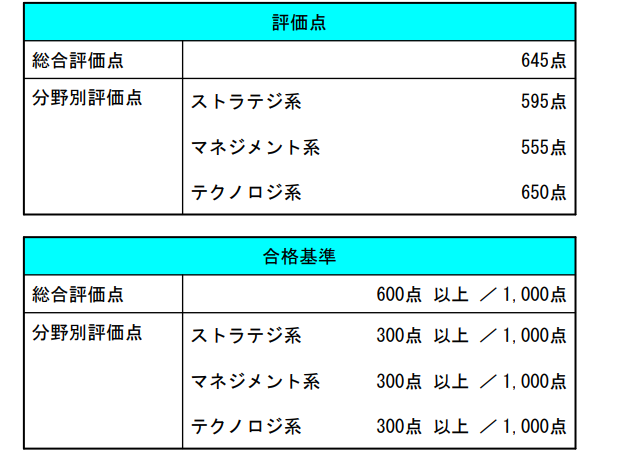 評価点
総合評価点 645点
分野別評価点 ストラテジ系 595点
マネジメント系 555点
テクノロジ系 650点
合格基準
総合評価点 600点 以上 ／1,000点
分野別評価点 ストラテジ系 300点 以上 ／1,000点
マネジメント系 300点 以上 ／1,000点
テクノロジ系 300点 以上 ／1,000点